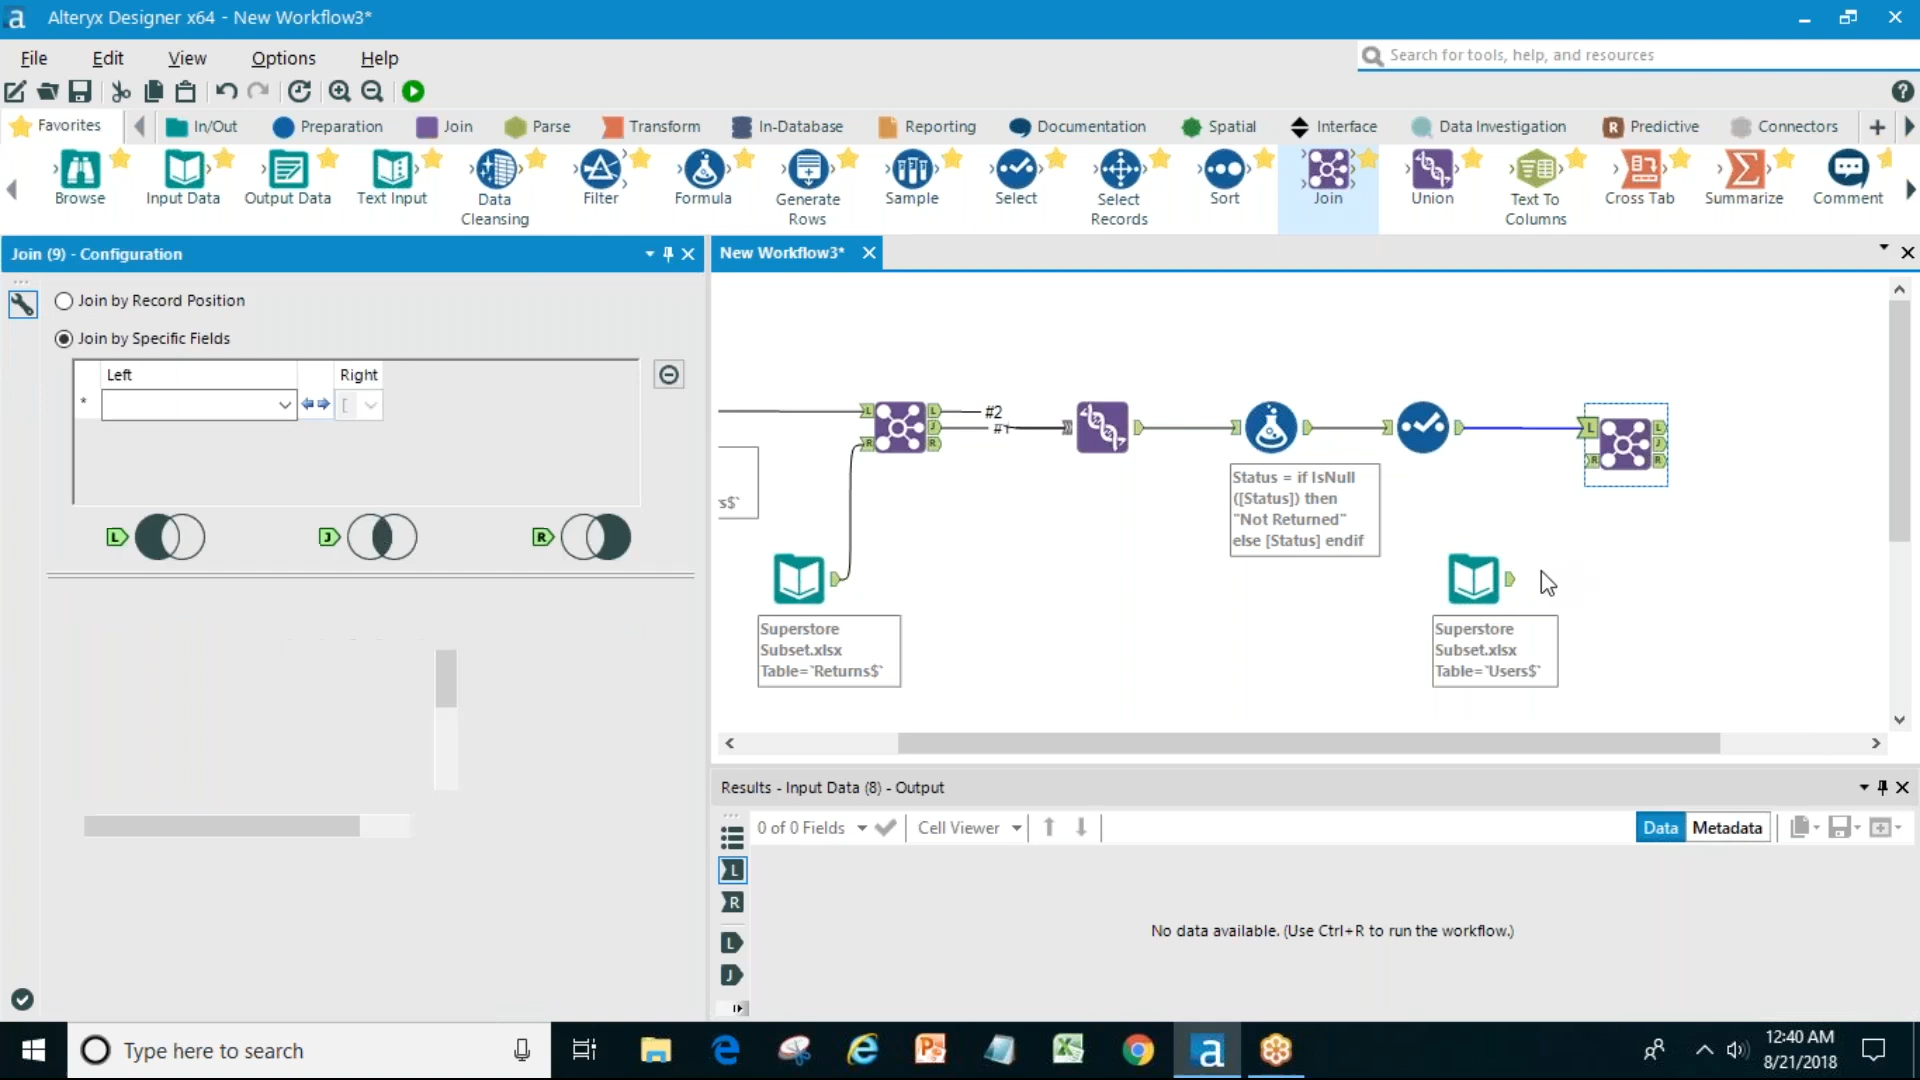 a Alteryx Designer x64 - New Workflow3*
File Edit View Options Help
Search for tools, help, and resources
Favorites In/Out Preparation Join Parse Transform In-Database Reporting Documentation Spatial Interface Data Investigation Predictive Connectors
Browse Input Data Output Data Text Input Data Cleansing Filter Formula Generate Rows Sample Select Select Records Sort Join Union Text To Columns Cross Tab Summarize Comment
Join (9) - Configuration
New Workflow3*
Join by Record Position
Join by Specific Fields
Left Right
*
L J R
#2
#1
L R L J R
L R L J R
s$`
Status = if IsNull
([Status]) then
"Not Returned"
else [Status] endif
Superstore
Subset.xlsx
Table=`Returns$`
Superstore
Subset.xlsx
Table=`Users$`
Results - Input Data (8) - Output
0 of 0 Fields Cell Viewer Data Metadata
L
R
L
J
No data available. (Use Ctrl+R to run the workflow.)
Type here to search
12:40 AM
8/21/2018